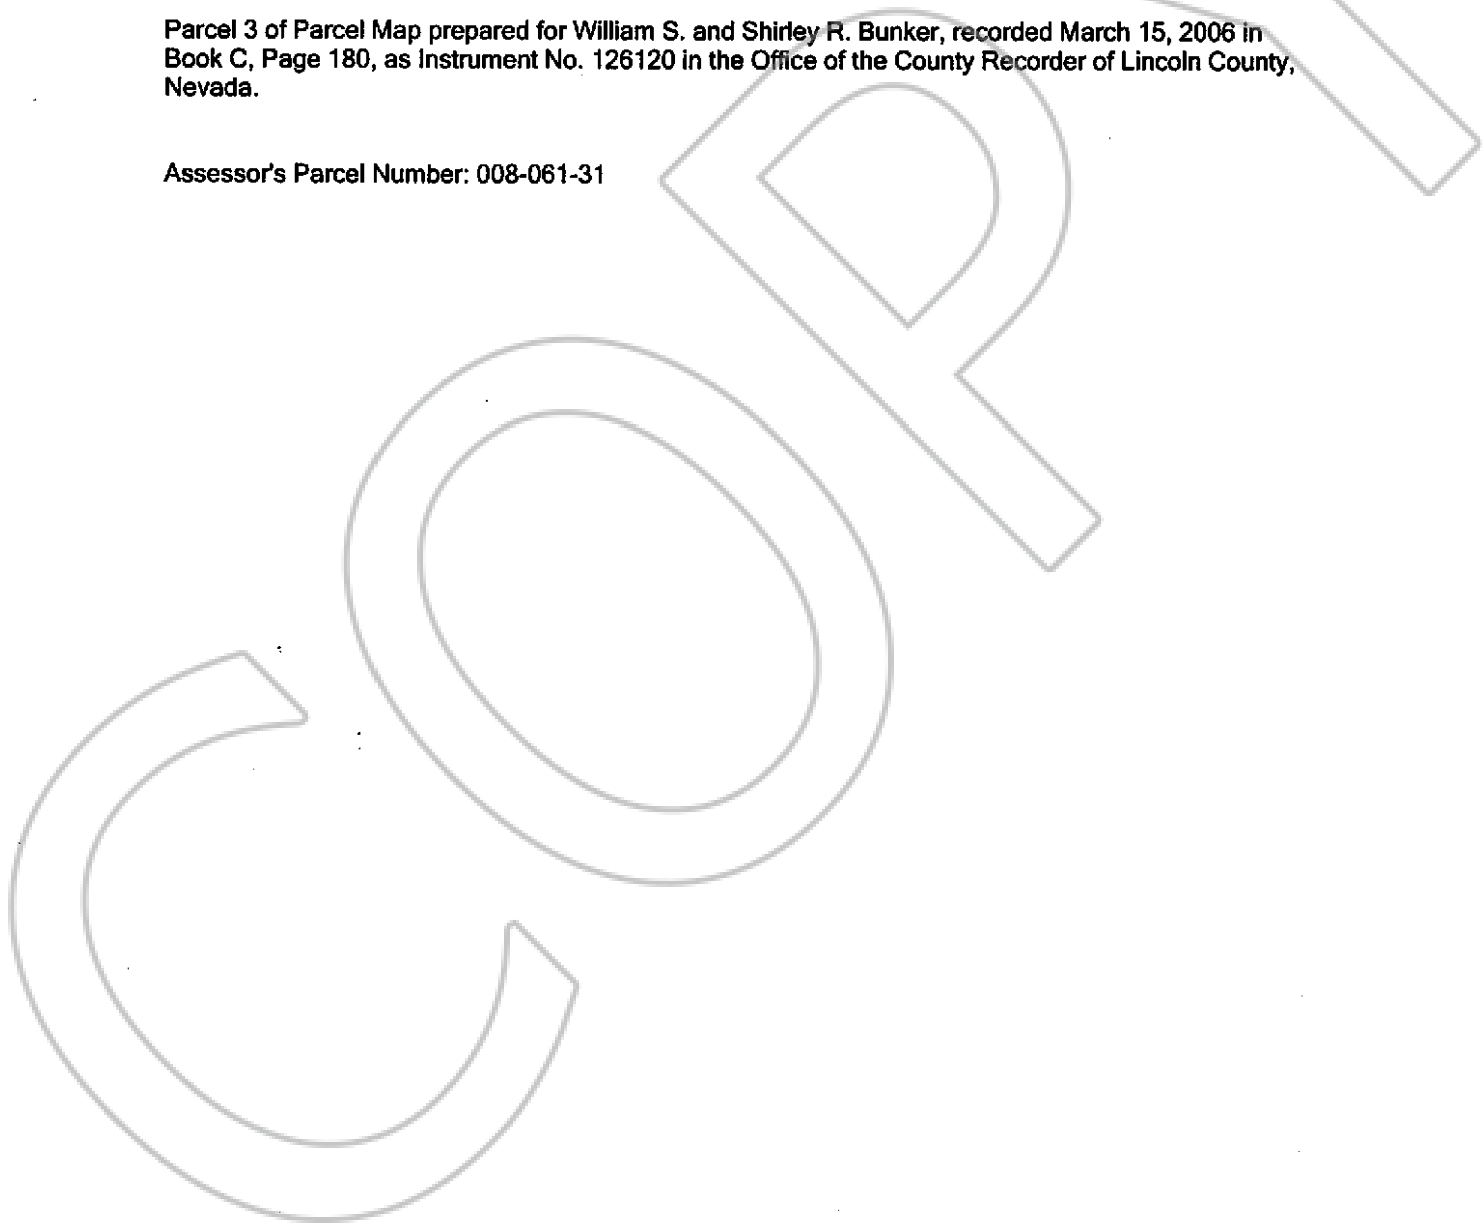 Parcel 3 of Parcel Map prepared for William S. and Shirley R. Bunker, recorded March 15, 2006 in
Book C, Page 180, as Instrument No. 126120 in the Office of the County Recorder of Lincoln County,
Nevada.
Assessor's Parcel Number: 008-061-31
COPY